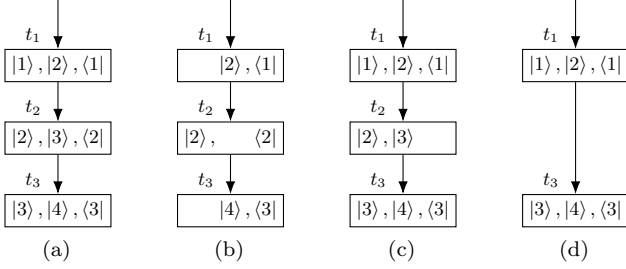 t₁ t₁ t₁ t₁
|1⟩ , |2⟩ , ⟨1| |2⟩ , ⟨1| |1⟩ , |2⟩ , ⟨1| |1⟩ , |2⟩ , ⟨1|
t₂ t₂ t₂
|2⟩ , |3⟩ , ⟨2| |2⟩ , ⟨2| |2⟩ , |3⟩
t₃ t₃ t₃ t₃
|3⟩ , |4⟩ , ⟨3| |4⟩ , ⟨3| |3⟩ , |4⟩ , ⟨3| |3⟩ , |4⟩ , ⟨3|
(a) (b) (c) (d)